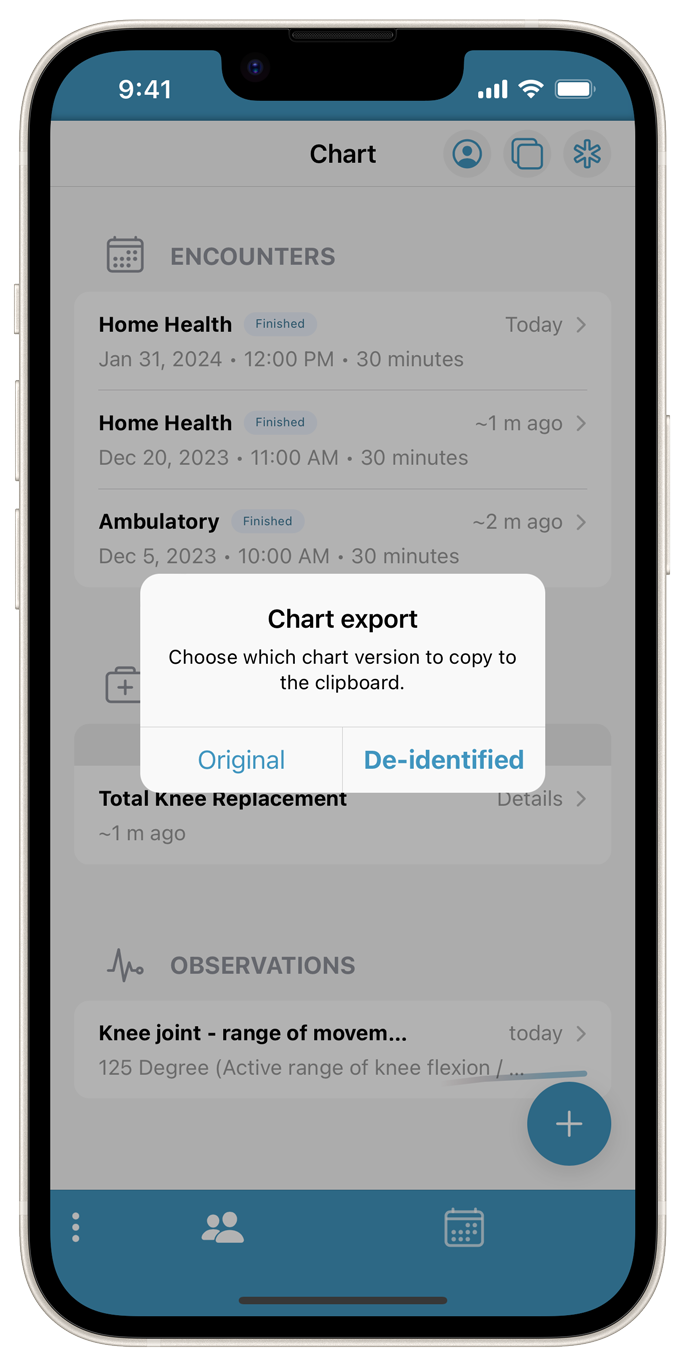 9:41
Chart
ENCOUNTERS
Home Health Finished Today
Jan 31, 2024 • 12:00 PM • 30 minutes
Home Health Finished ~1 m ago
Dec 20, 2023 • 11:00 AM • 30 minutes
Ambulatory Finished ~2 m ago
Dec 5, 2023 • 10:00 AM • 30 minutes
Chart export
Choose which chart version to copy to
the clipboard.
Original De-identified
Total Knee Replacement Details
~1 m ago
OBSERVATIONS
Knee joint - range of movem... today
125 Degree (Active range of knee flexion / ...